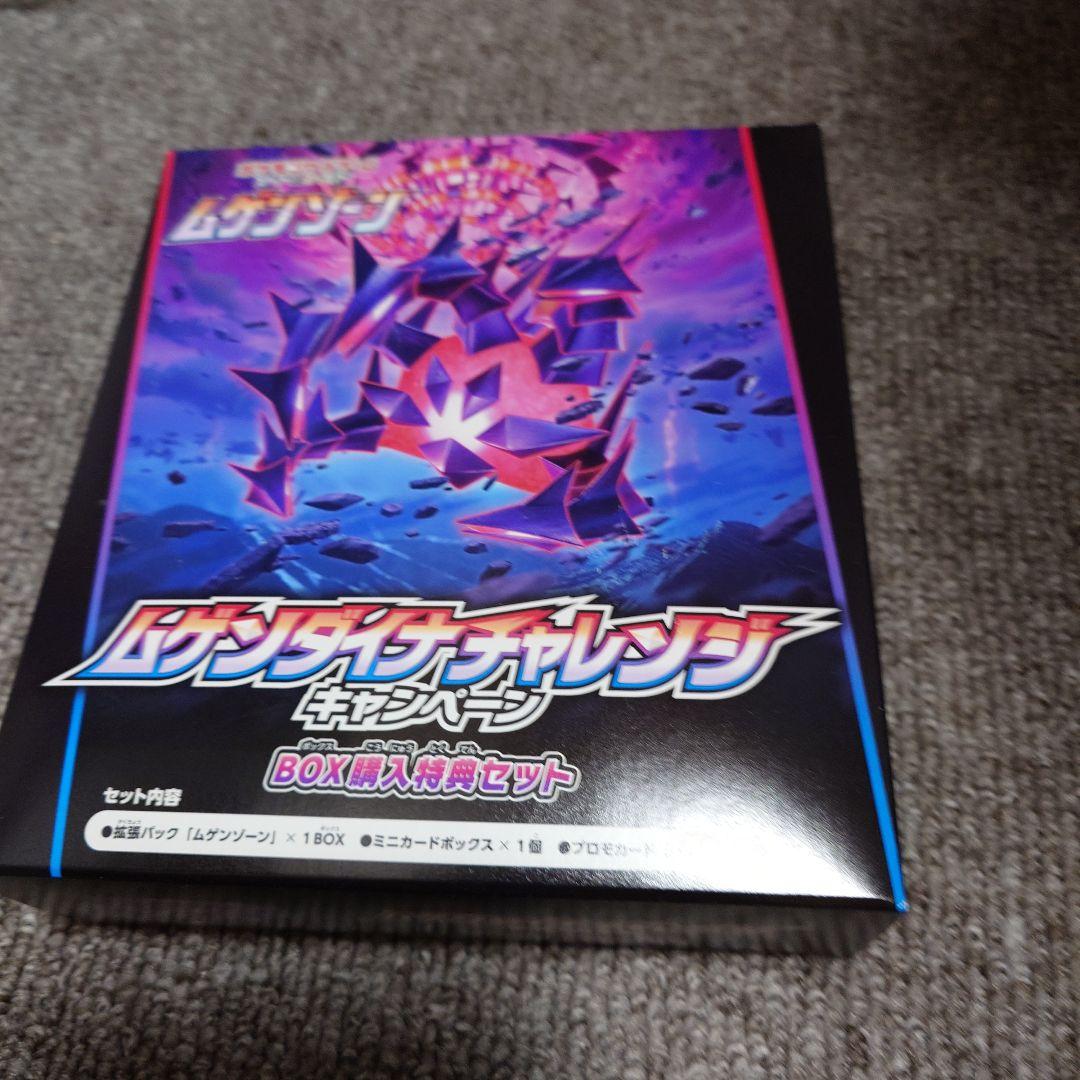 ムゲンゾーン
ムゲンダイナチャレンジ
キャンペーン
BOX購入特典セット
セット内容
●拡張パック「ムゲンゾーン」×1BOX ●ミニカードボックス×1個 ●プロモカード